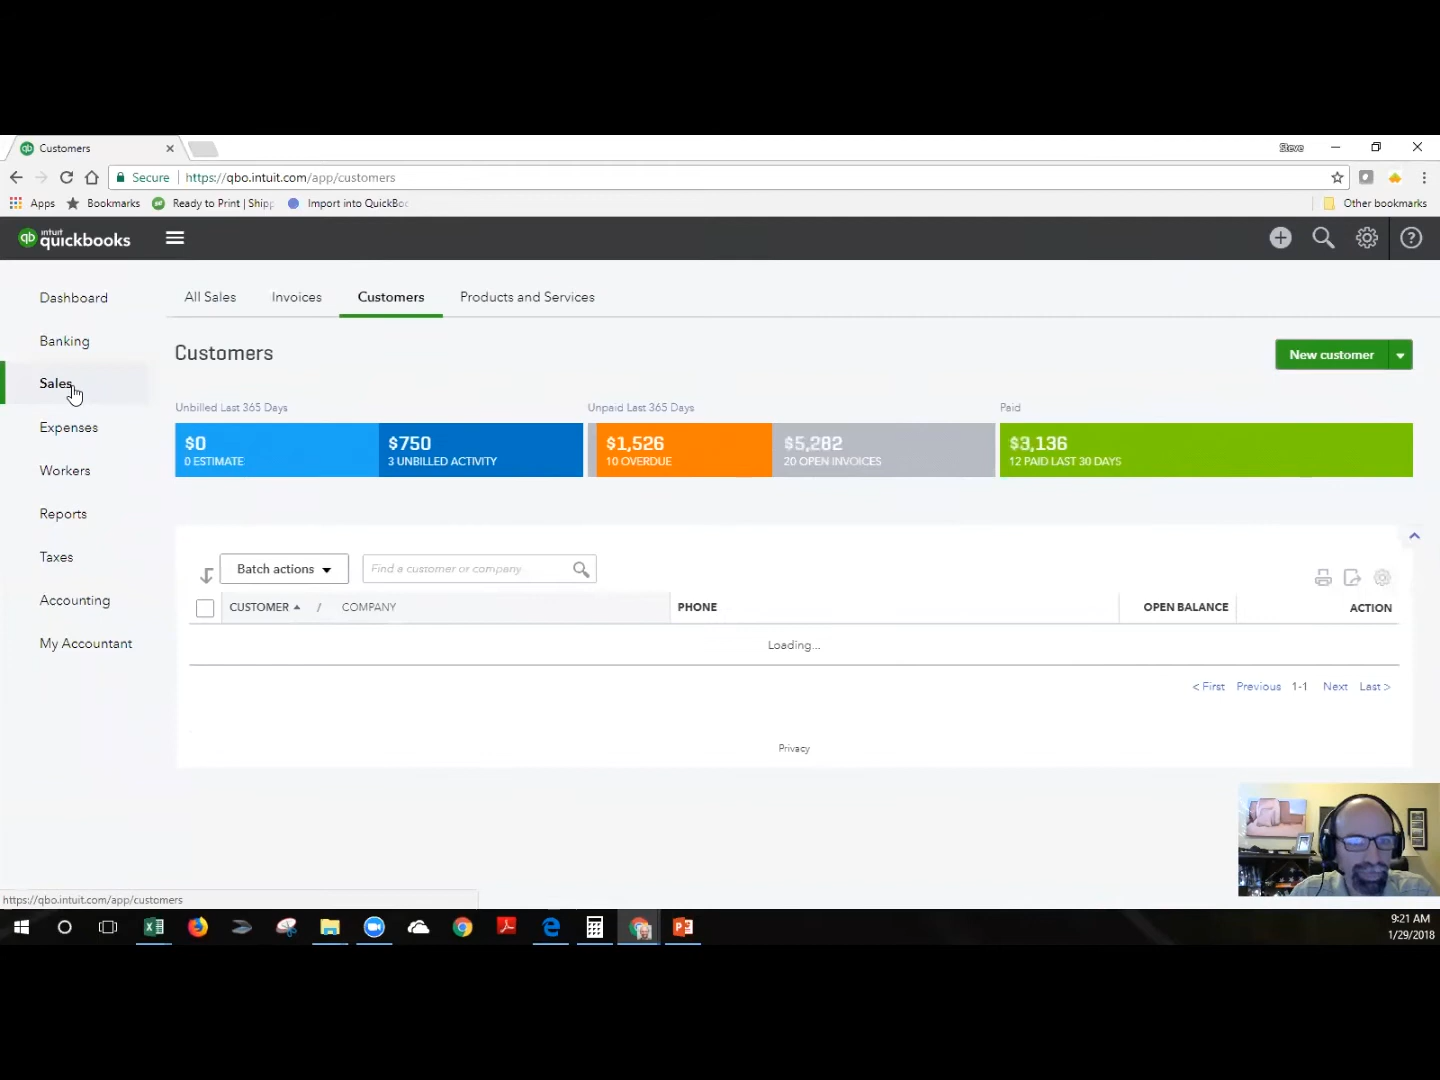 Customers
Steve
Secure https://qbo.intuit.com/app/customers
Apps Bookmarks Ready to Print | Ship Import into QuickBo Other bookmarks
qb intuit quickbooks
Dashboard
Banking
Sales
Expenses
Workers
Reports
Taxes
Accounting
My Accountant
All Sales Invoices Customers Products and Services
Customers
New customer
Unbilled Last 365 Days Unpaid Last 365 Days Paid
$0 $750 $1,526 $5,282 $3,136
0 ESTIMATE 3 UNBILLED ACTIVITY 10 OVERDUE 20 OPEN INVOICES 12 PAID LAST 30 DAYS
Batch actions Find a customer or company
CUSTOMER / COMPANY PHONE OPEN BALANCE ACTION
Loading...
< First Previous 1-1 Next Last >
Privacy
https://qbo.intuit.com/app/customers
9:21 AM
1/29/2018